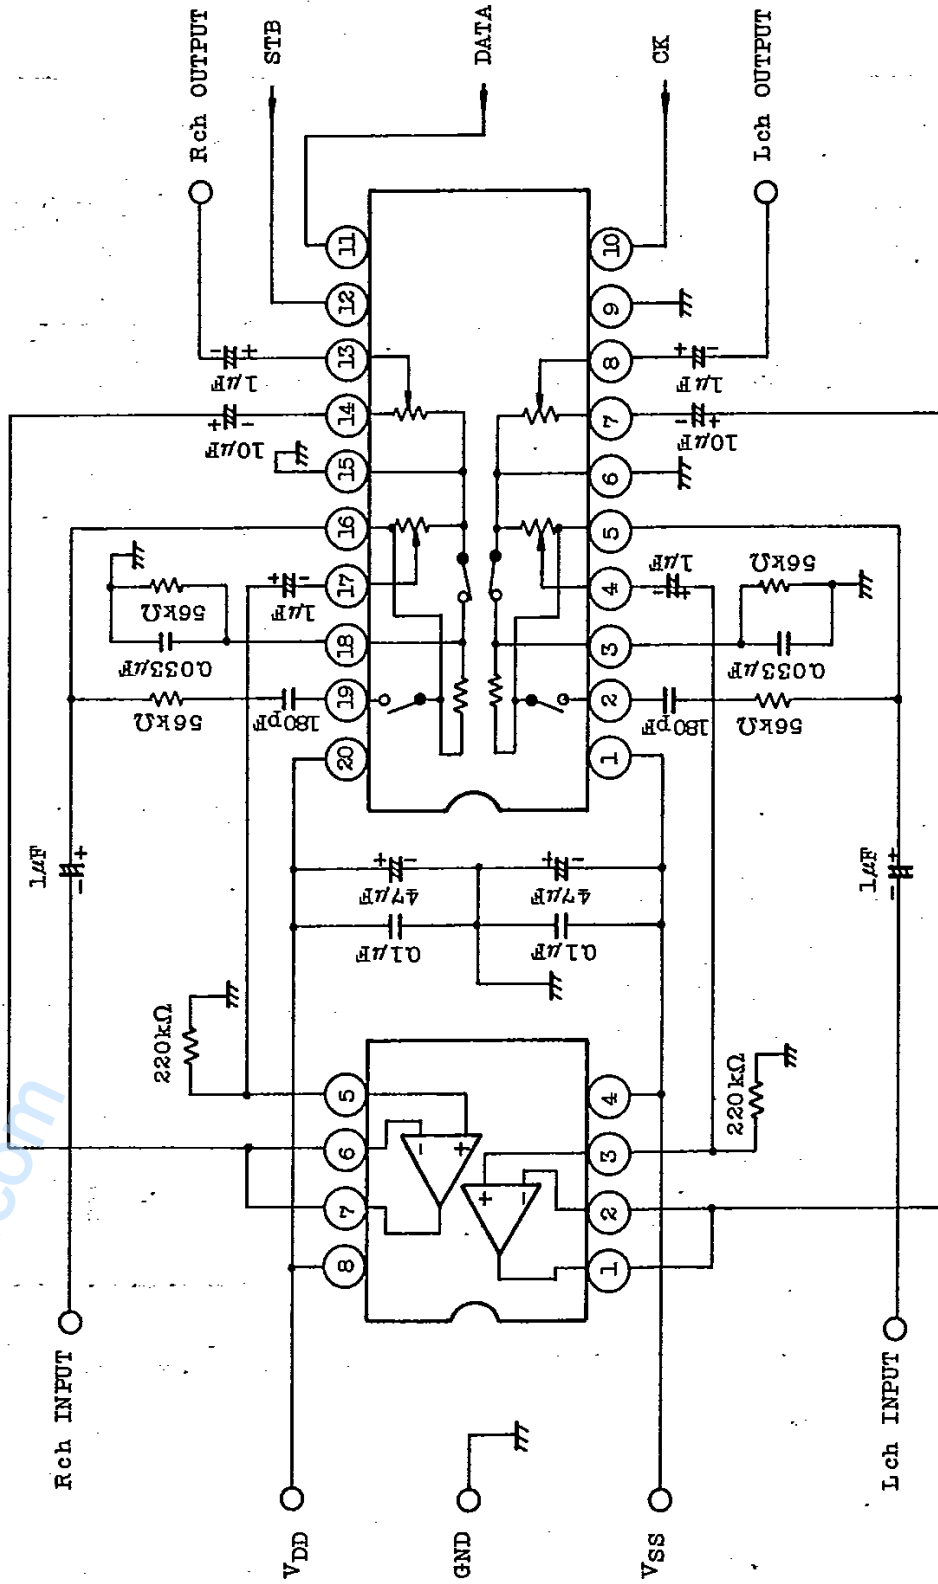 Rch OUTPUT
STB
DATA
CK
Lch OUTPUT
11
12
13
14
15
16
17
18
19
20
10
9
8
7
6
5
4
3
2
1
1μF
10μF
1μF
56kΩ
0.033μF
56kΩ
180pF
1μF
10μF
1μF
56kΩ
0.033μF
180pF
56kΩ
1μF
47μF
0.1μF
47μF
0.1μF
1μF
220kΩ
220kΩ
5
6
7
8
4
3
2
1
Rch INPUT
VDD
GND
VSS
Lch INPUT
com